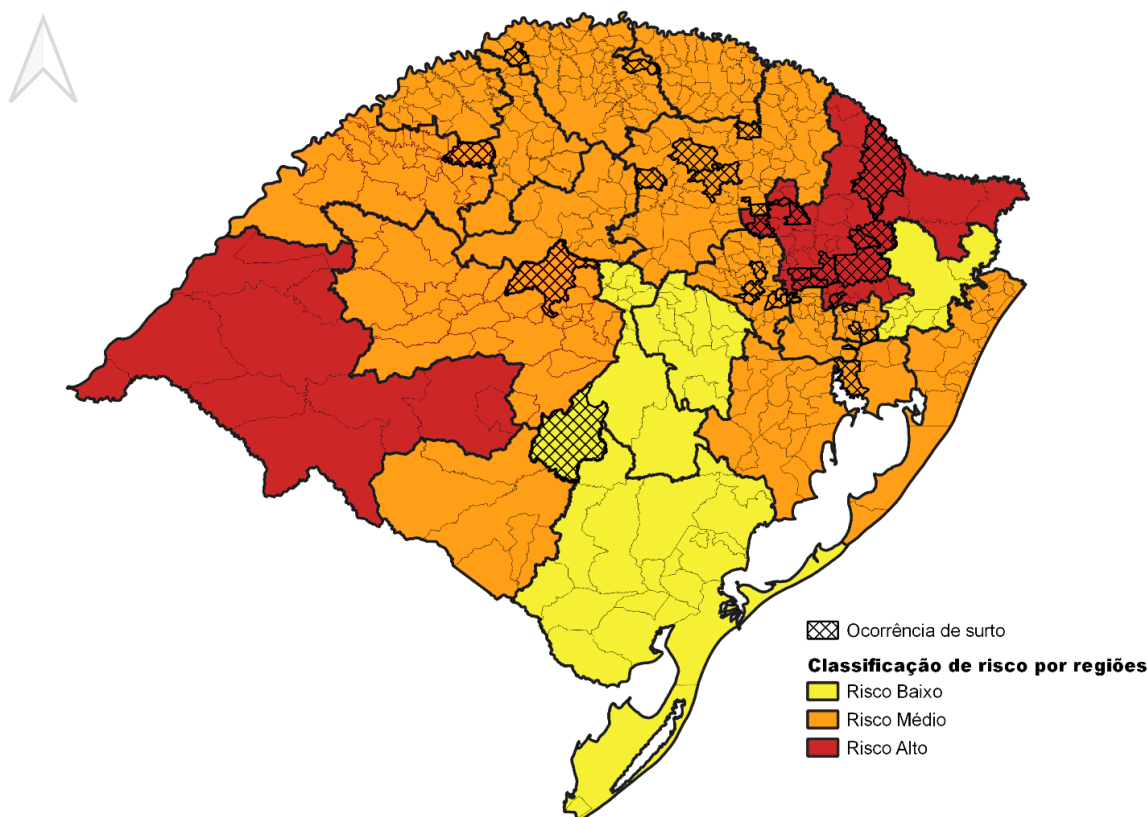 Ocorrência de surto
Classificação de risco por regiões
Risco Baixo
Risco Médio
Risco Alto